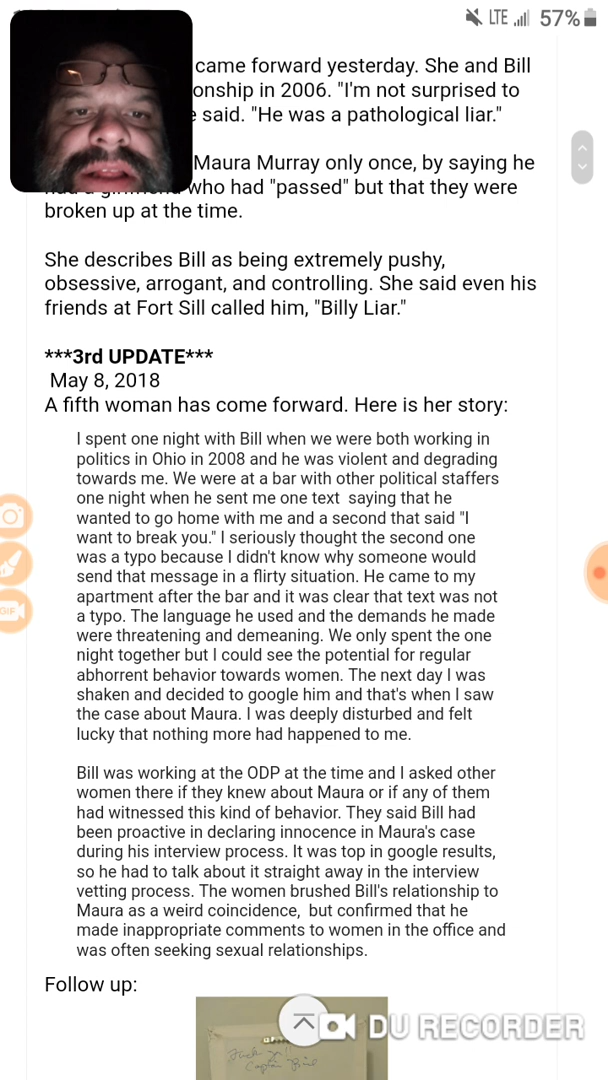 LTE 57%
came forward yesterday. She and Bill
onship in 2006. "I'm not surprised to
said. "He was a pathological liar."
Maura Murray only once, by saying he
who had "passed" but that they were
broken up at the time.
She describes Bill as being extremely pushy,
obsessive, arrogant, and controlling. She said even his
friends at Fort Sill called him, "Billy Liar."
***3rd UPDATE***
May 8, 2018
A fifth woman has come forward. Here is her story:
I spent one night with Bill when we were both working in
politics in Ohio in 2008 and he was violent and degrading
towards me. We were at a bar with other political staffers
one night when he sent me one text saying that he
wanted to go home with me and a second that said "I
want to break you." I seriously thought the second one
was a typo because I didn't know why someone would
send that message in a flirty situation. He came to my
apartment after the bar and it was clear that text was not
a typo. The language he used and the demands he made
were threatening and demeaning. We only spent the one
night together but I could see the potential for regular
abhorrent behavior towards women. The next day I was
shaken and decided to google him and that's when I saw
the case about Maura. I was deeply disturbed and felt
lucky that nothing more had happened to me.
Bill was working at the ODP at the time and I asked other
women there if they knew about Maura or if any of them
had witnessed this kind of behavior. They said Bill had
been proactive in declaring innocence in Maura's case
during his interview process. It was top in google results,
so he had to talk about it straight away in the interview
vetting process. The women brushed Bill's relationship to
Maura as a weird coincidence, but confirmed that he
made inappropriate comments to women in the office and
was often seeking sexual relationships.
Follow up:
GIF
DU RECORDER